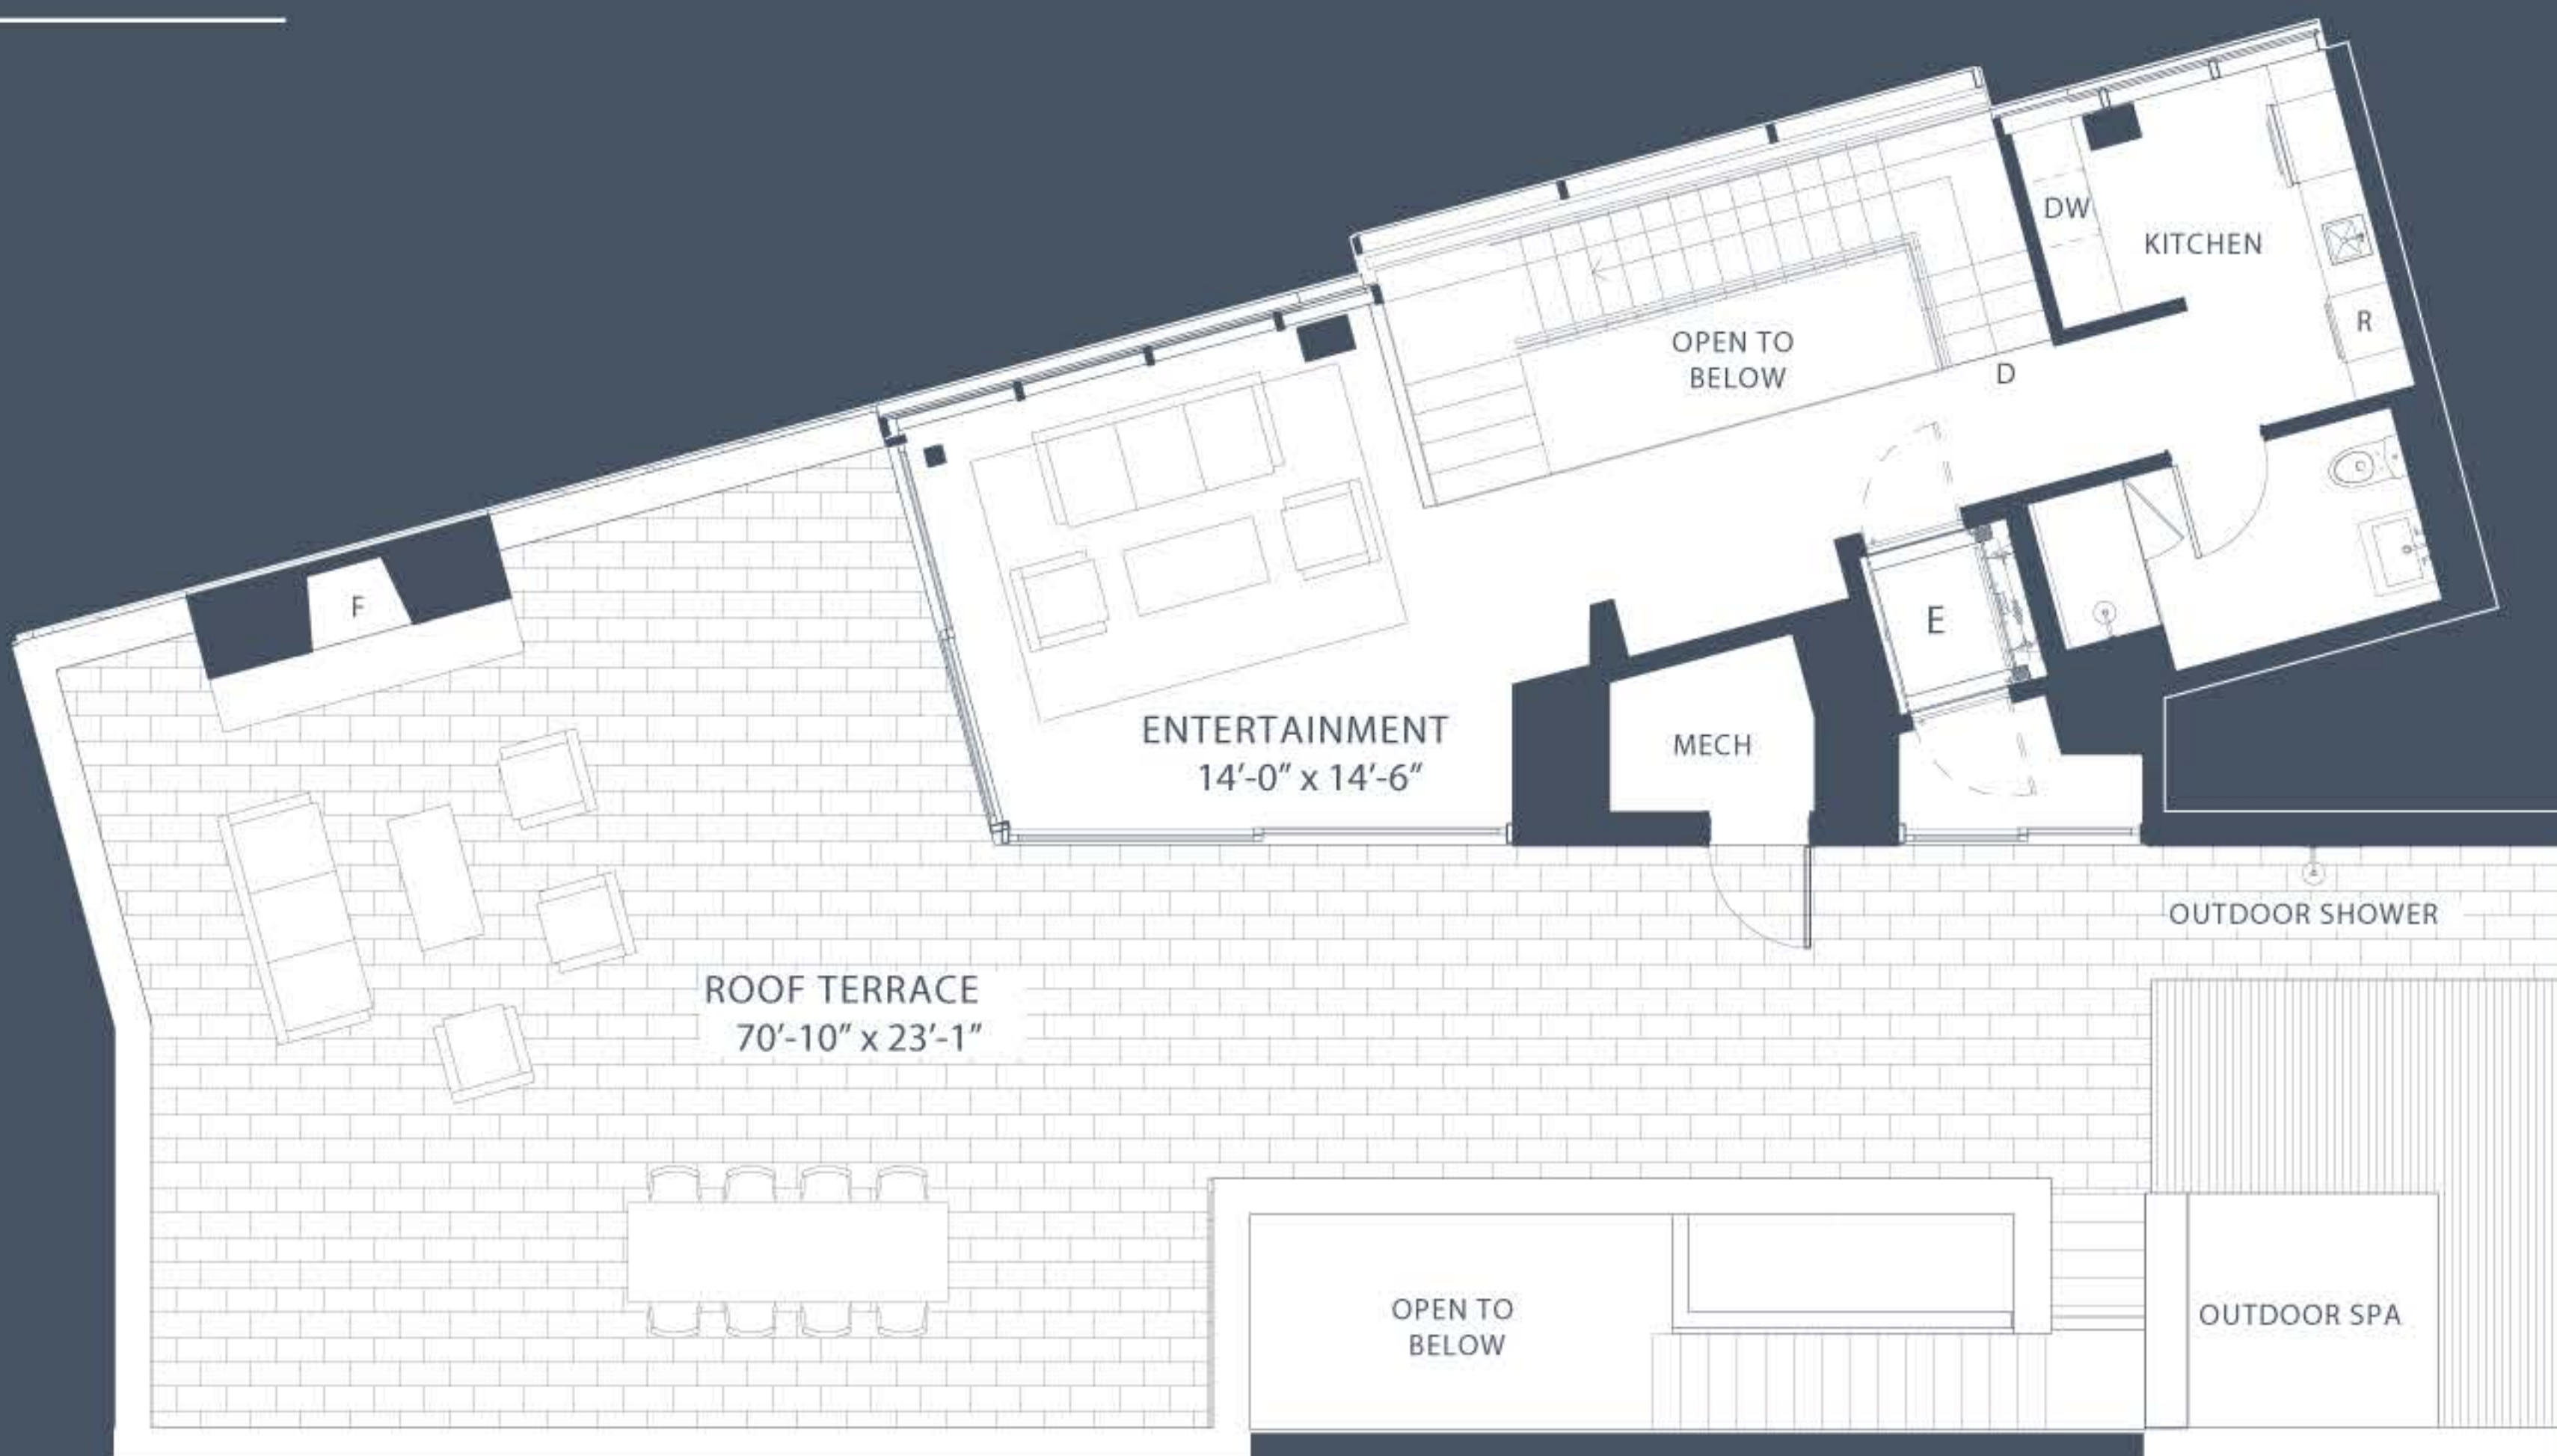 DW
KITCHEN
R
OPEN TO
BELOW
D
F
E
ENTERTAINMENT
14′-0″ x 14′-6″
MECH
OUTDOOR SHOWER
ROOF TERRACE
70′-10″ x 23′-1″
OPEN TO
BELOW
OUTDOOR SPA